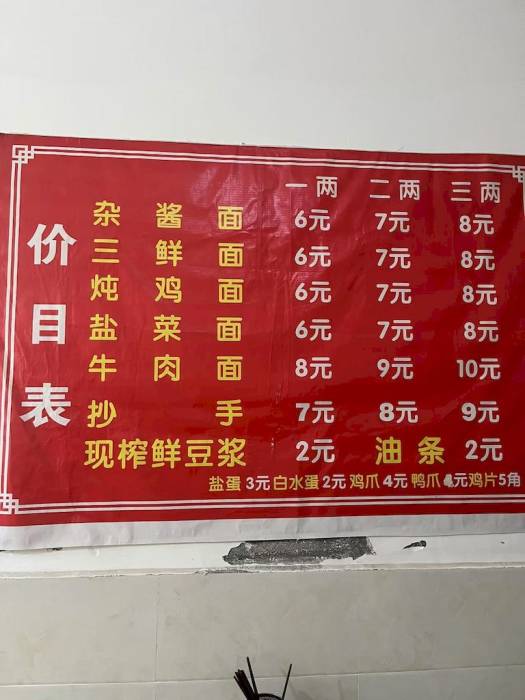 价目表
一两 二两 三两
杂酱面 6元 7元 8元
三鲜面 6元 7元 8元
炖鸡面 6元 7元 8元
盐菜面 6元 7元 8元
牛肉面 8元 9元 10元
抄手 7元 8元 9元
现榨鲜豆浆 2元 油条 2元
盐蛋 3元 白水蛋 2元 鸡爪 4元 鸭爪 4元 鸡片 5角